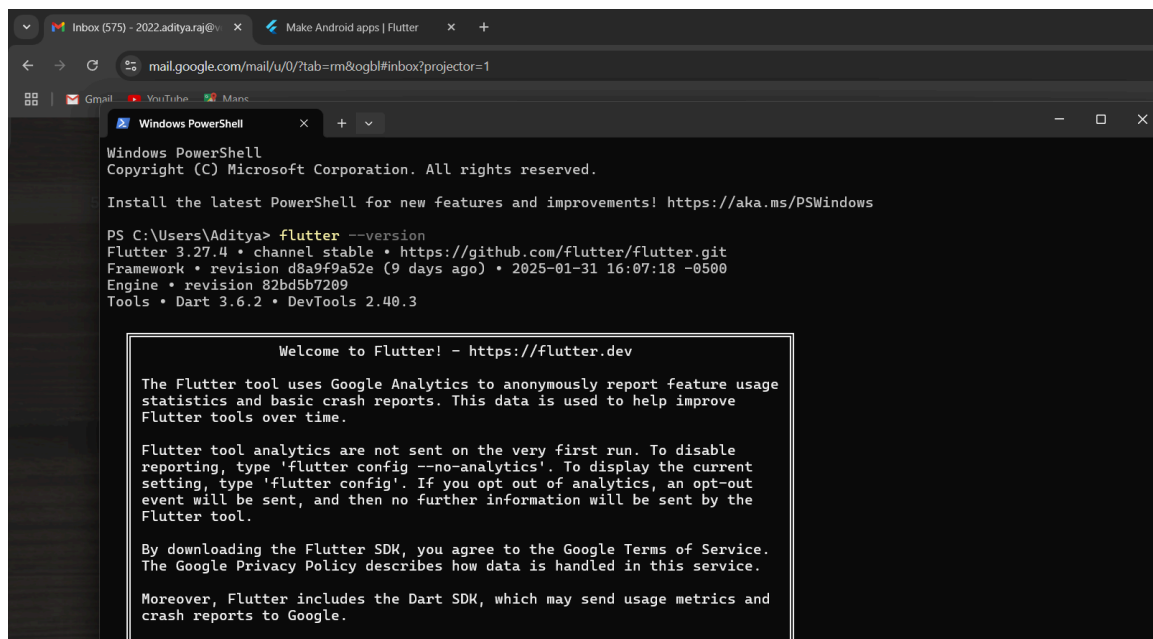 Inbox (575) - 2022.aditya.raj@v
Make Android apps | Flutter
mail.google.com/mail/u/0/?tab=rm&ogbl#inbox?projector=1
Gmail YouTube Maps
Windows PowerShell
Windows PowerShell
Copyright (C) Microsoft Corporation. All rights reserved.
Install the latest PowerShell for new features and improvements! https://aka.ms/PSWindows
PS C:\Users\Aditya> flutter --version
Flutter 3.27.4 • channel stable • https://github.com/flutter/flutter.git
Framework • revision d8a9f9a52e (9 days ago) • 2025-01-31 16:07:18 -0500
Engine • revision 82bd5b7209
Tools • Dart 3.6.2 • DevTools 2.40.3
Welcome to Flutter! - https://flutter.dev
The Flutter tool uses Google Analytics to anonymously report feature usage
statistics and basic crash reports. This data is used to help improve
Flutter tools over time.
Flutter tool analytics are not sent on the very first run. To disable
reporting, type 'flutter config --no-analytics'. To display the current
setting, type 'flutter config'. If you opt out of analytics, an opt-out
event will be sent, and then no further information will be sent by the
Flutter tool.
By downloading the Flutter SDK, you agree to the Google Terms of Service.
The Google Privacy Policy describes how data is handled in this service.
Moreover, Flutter includes the Dart SDK, which may send usage metrics and
crash reports to Google.